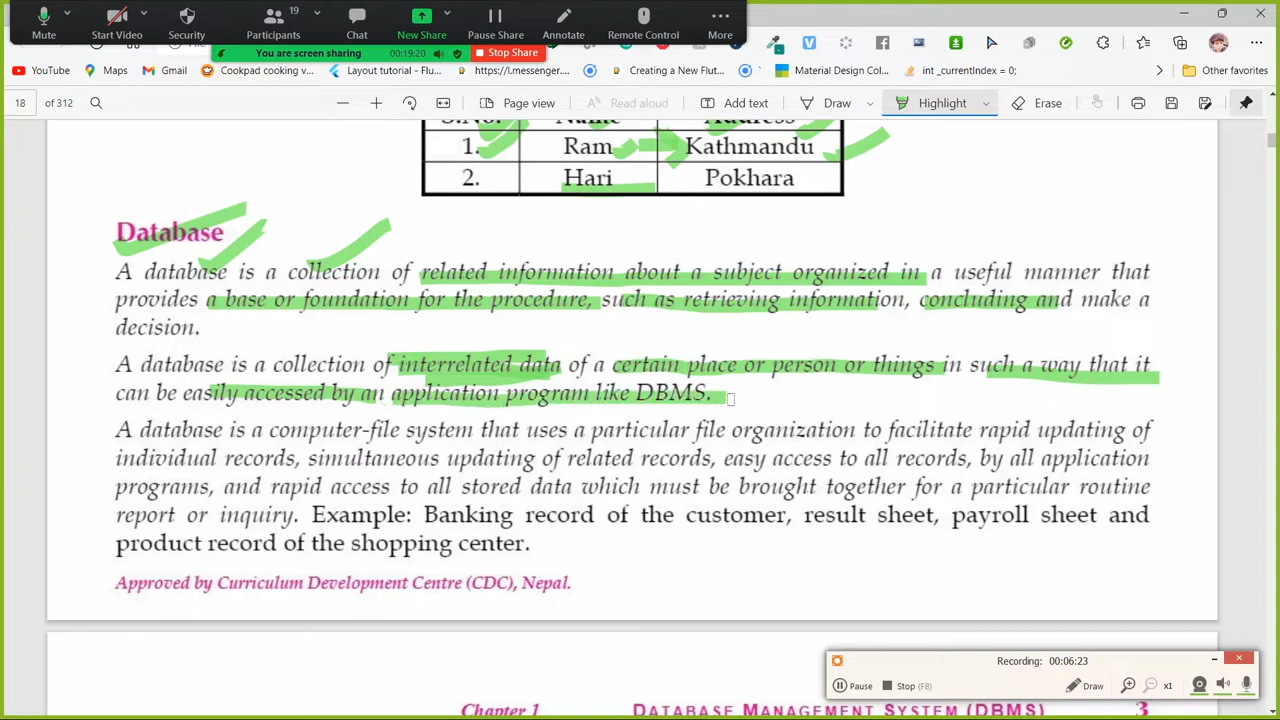 19
Mute
Start Video
Security
Participants
Chat
New Share
Pause Share
Annotate
Remote Control
More
You are screen sharing
00:19:20
Stop Share
YouTube
Maps
Gmail
Cookpad cooking v...
Layout tutorial - Flu...
https://l.messenger...
Creating a New Flut...
Material Design Col...
int _currentIndex = 0;
Other favorites
18 of 312
Page view
Read aloud
Add text
Draw
Highlight
Erase
S.No. Name Address
1. Ram Kathmandu
2. Hari Pokhara
Database
A database is a collection of related information about a subject organized in a useful manner that
provides a base or foundation for the procedure, such as retrieving information, concluding and make a
decision.
A database is a collection of interrelated data of a certain place or person or things in such a way that it
can be easily accessed by an application program like DBMS.
A database is a computer-file system that uses a particular file organization to facilitate rapid updating of
individual records, simultaneous updating of related records, easy access to all records, by all application
programs, and rapid access to all stored data which must be brought together for a particular routine
report or inquiry. Example: Banking record of the customer, result sheet, payroll sheet and
product record of the shopping center.
Approved by Curriculum Development Centre (CDC), Nepal.
Recording: 00:06:23
Pause
Stop (F8)
Draw
x1
Chapter 1 DATABASE MANAGEMENT SYSTEM (DBMS) 3